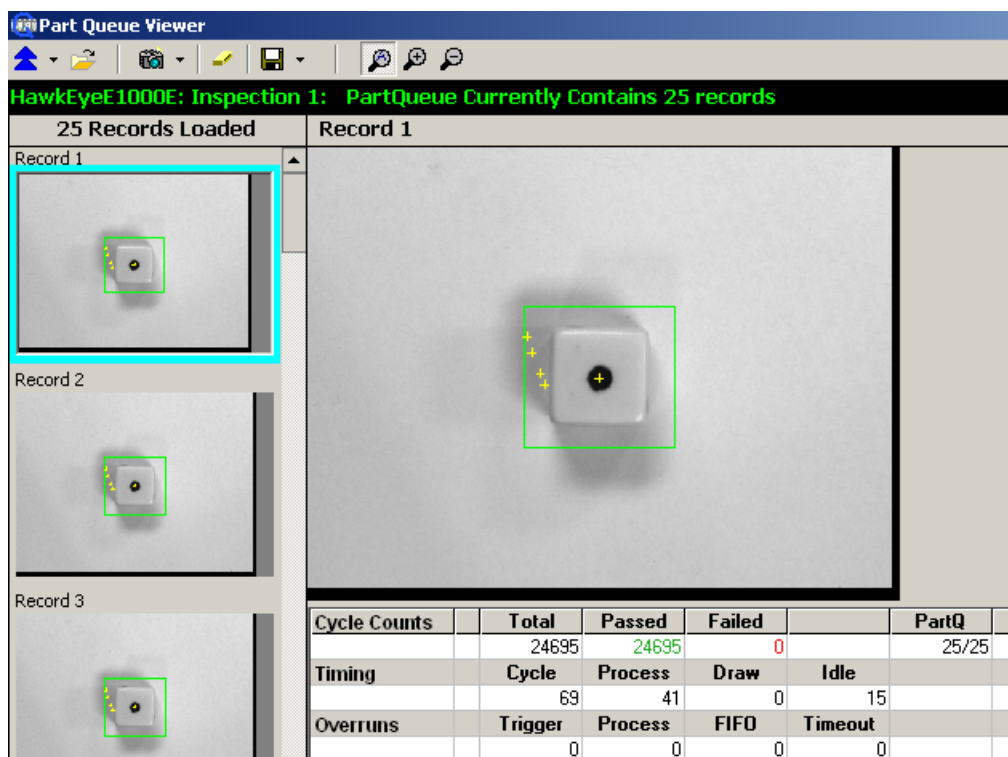 Part Queue Viewer
HawkEyeE1000E: Inspection 1: PartQueue Currently Contains 25 records
25 Records Loaded
Record 1
Record 1
Record 2
Record 3
Cycle Counts Total Passed Failed PartQ
24695 24695 0 25/25
Timing Cycle Process Draw Idle
69 41 0 15
Overruns Trigger Process FIFO Timeout
0 0 0 0